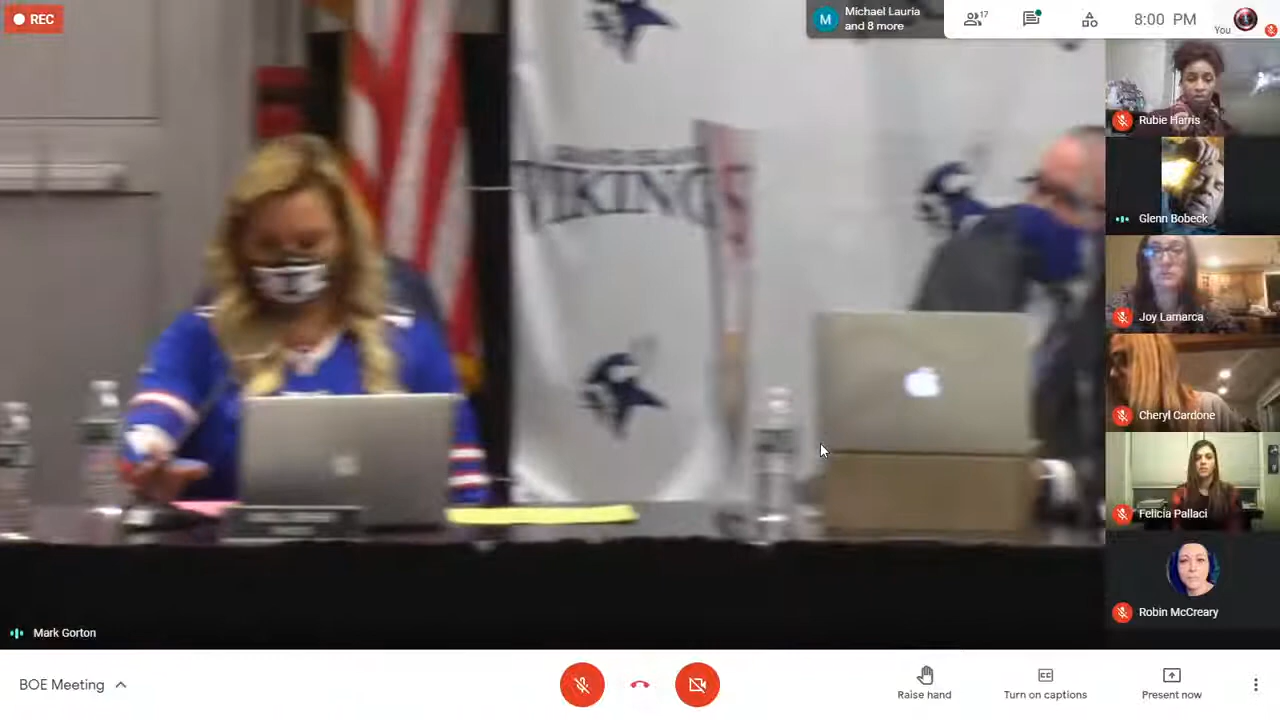 REC
M
Michael Lauria
and 8 more
17
8:00 PM
You
Rubie Harris
VIKINGS
Glenn Bobeck
Joy Lamarca
Cheryl Cardone
Felicia Pallaci
Robin McCreary
Mark Gorton
BOE Meeting
CC
Raise hand
Turn on captions
Present now